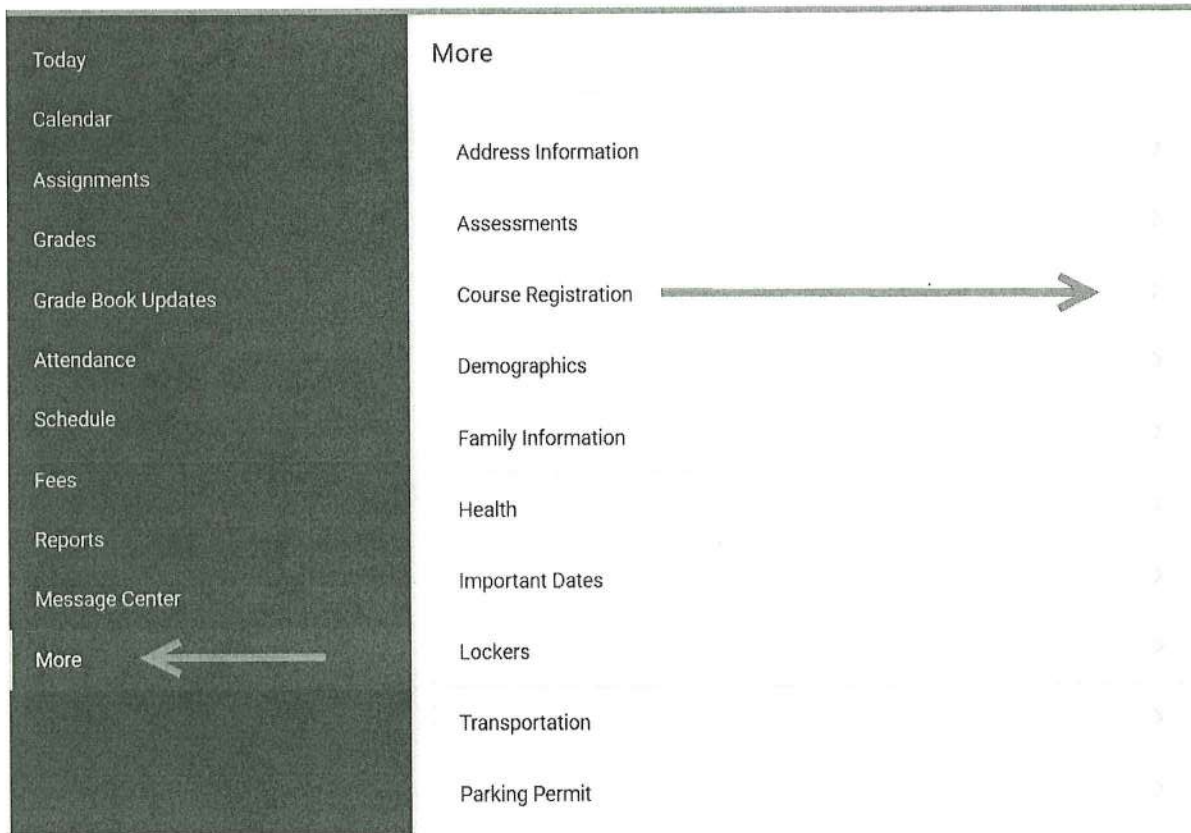 Today
Calendar
Assignments
Grades
Grade Book Updates
Attendance
Schedule
Fees
Reports
Message Center
More
More
Address Information
Assessments
Course Registration
Demographics
Family Information
Health
Important Dates
Lockers
Transportation
Parking Permit